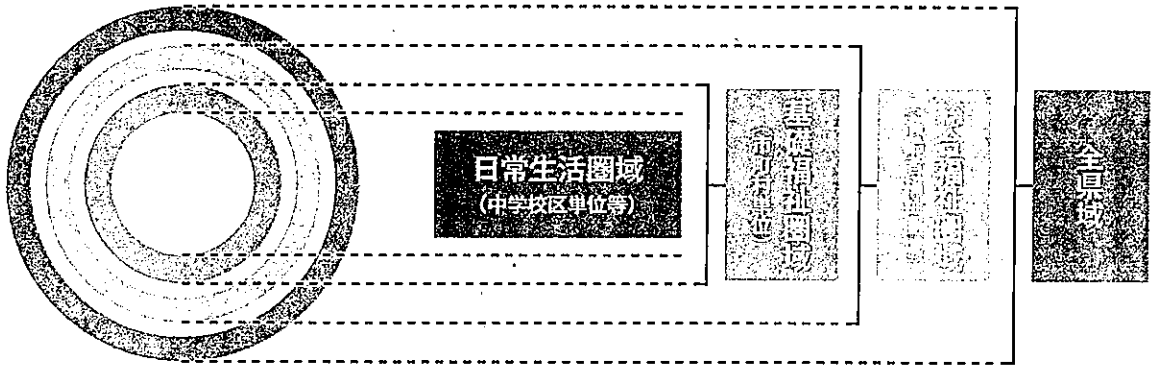 日常生活圏域
(中学校区単位等)
基礎福祉圏域
(市町村単位)
全県域